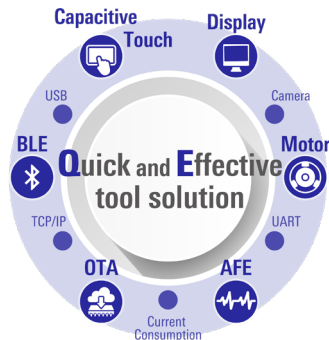 Capacitive
Touch
Display
USB
Camera
BLE
Motor
Quick and Effective
tool solution
TCP/IP
UART
OTA
AFE
Current
Consumption